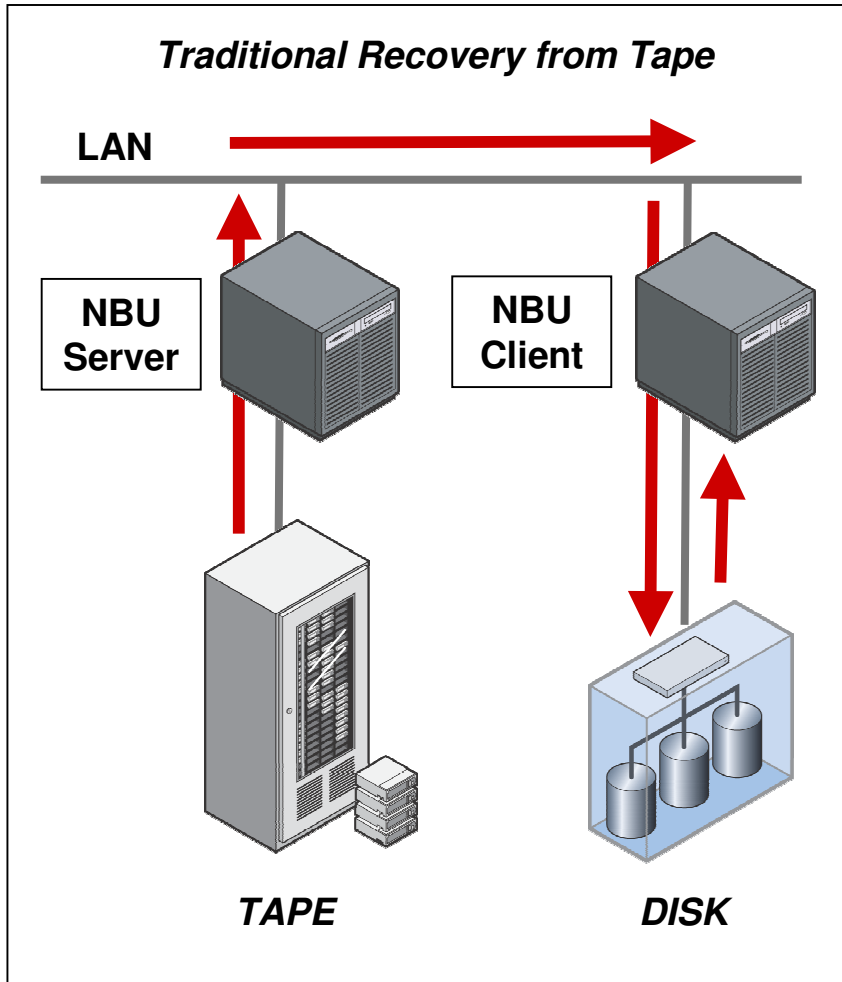 Traditional Recovery from Tape
LAN
NBU
Server
NBU
Client
TAPE
DISK